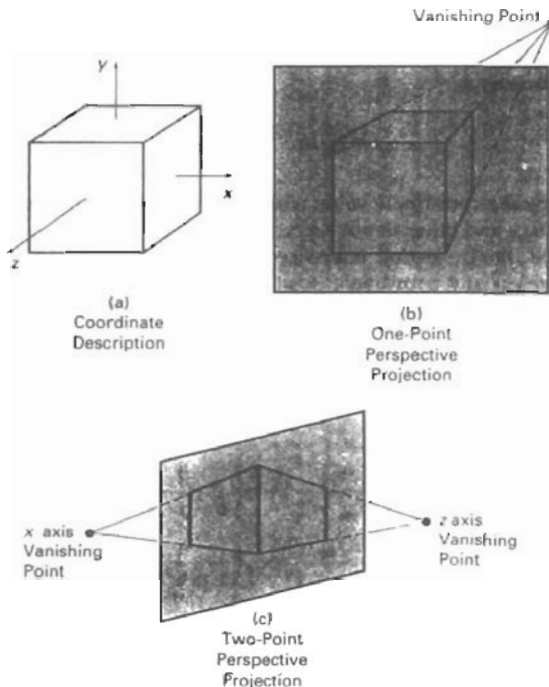 Vanishing Point
y
x
z
(a)
Coordinate
Description
(b)
One-Point
Perspective
Projection
x axis
Vanishing
Point
z axis
Vanishing
Point
(c)
Two-Point
Perspective
Projection